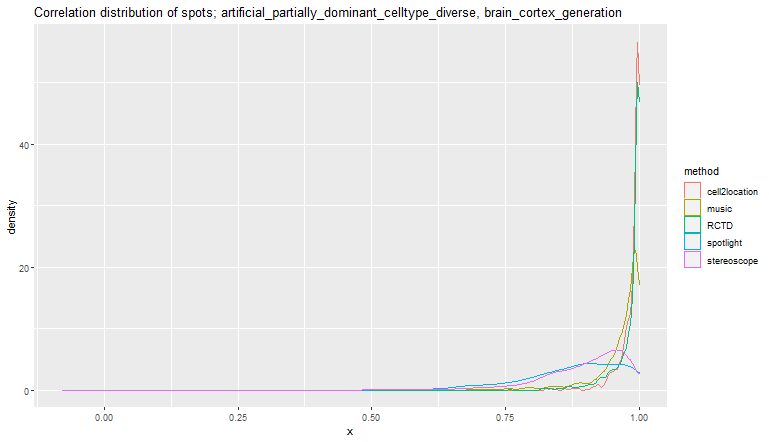 Correlation distribution of spots; artificial_partially_dominant_celltype_diverse, brain_cortex_generation
density
40
20
0
0.00 0.25 0.50 0.75 1.00
x
method
cell2location
music
RCTD
spotlight
stereoscope